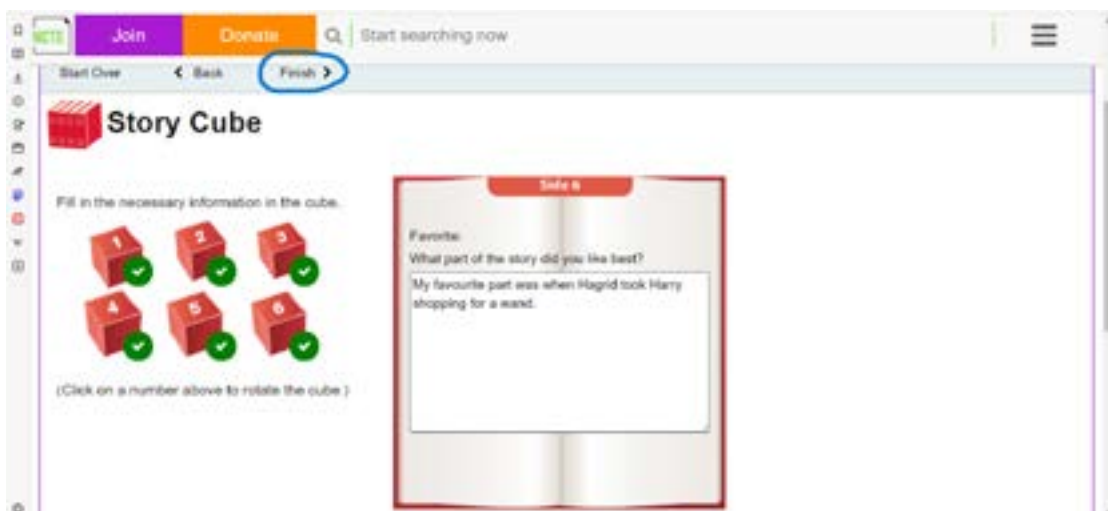 NCTE Join Donate Start searching now
Start Over Back Finish
Story Cube
Side 6
Fill in the necessary information in the cube.
Favorite:
What part of the story did you like best?
1 2 3
My favourite part was when Hagrid took Harry
shopping for a wand.
4 5 6
(Click on a number above to rotate the cube.)